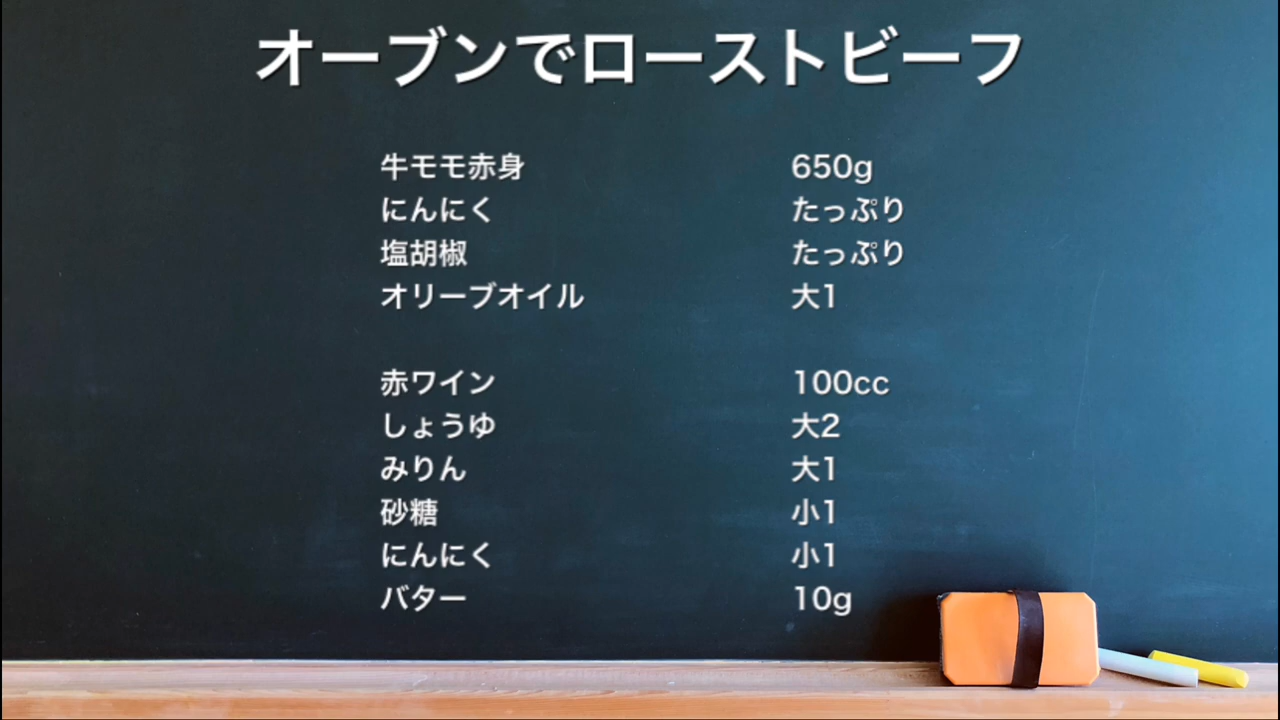 オーブンでローストビーフ
牛モモ赤身 650g
にんにく たっぷり
塩胡椒 たっぷり
オリーブオイル 大1
赤ワイン 100cc
しょうゆ 大2
みりん 大1
砂糖 小1
にんにく 小1
バター 10g